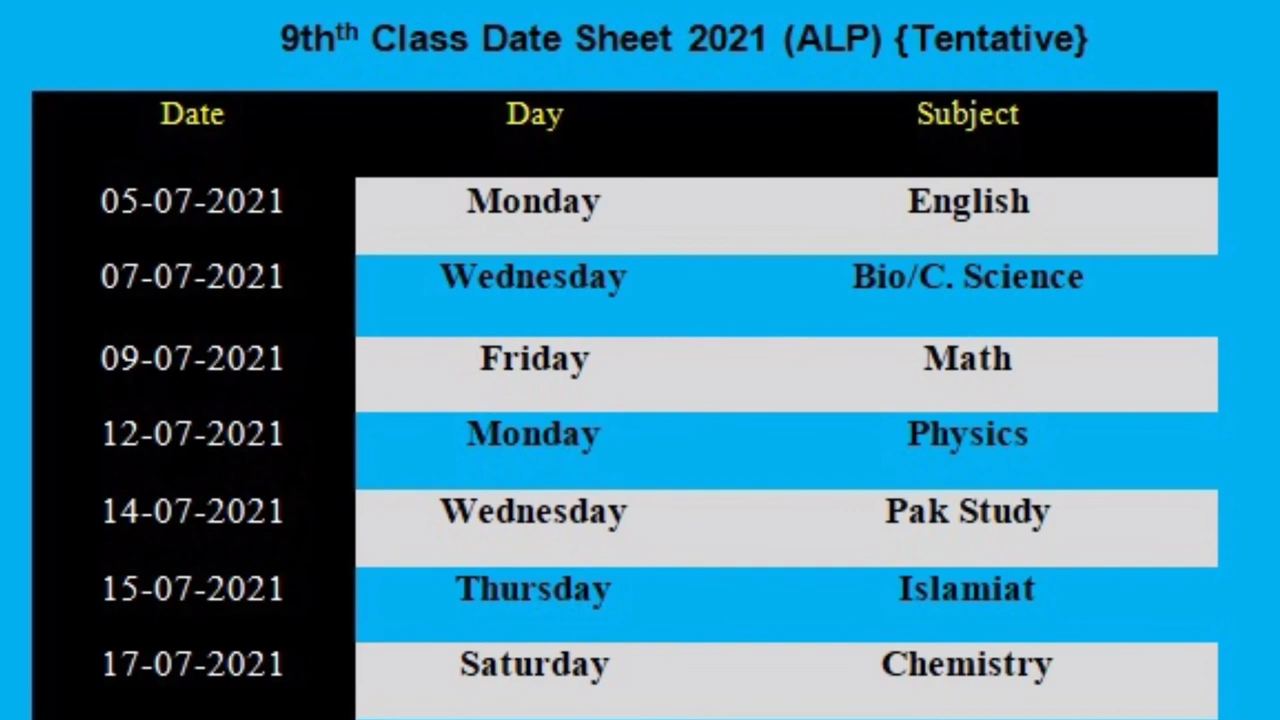 9thth Class Date Sheet 2021 (ALP) {Tentative}
Date Day Subject
05-07-2021 Monday English
07-07-2021 Wednesday Bio/C. Science
09-07-2021 Friday Math
12-07-2021 Monday Physics
14-07-2021 Wednesday Pak Study
15-07-2021 Thursday Islamiat
17-07-2021 Saturday Chemistry